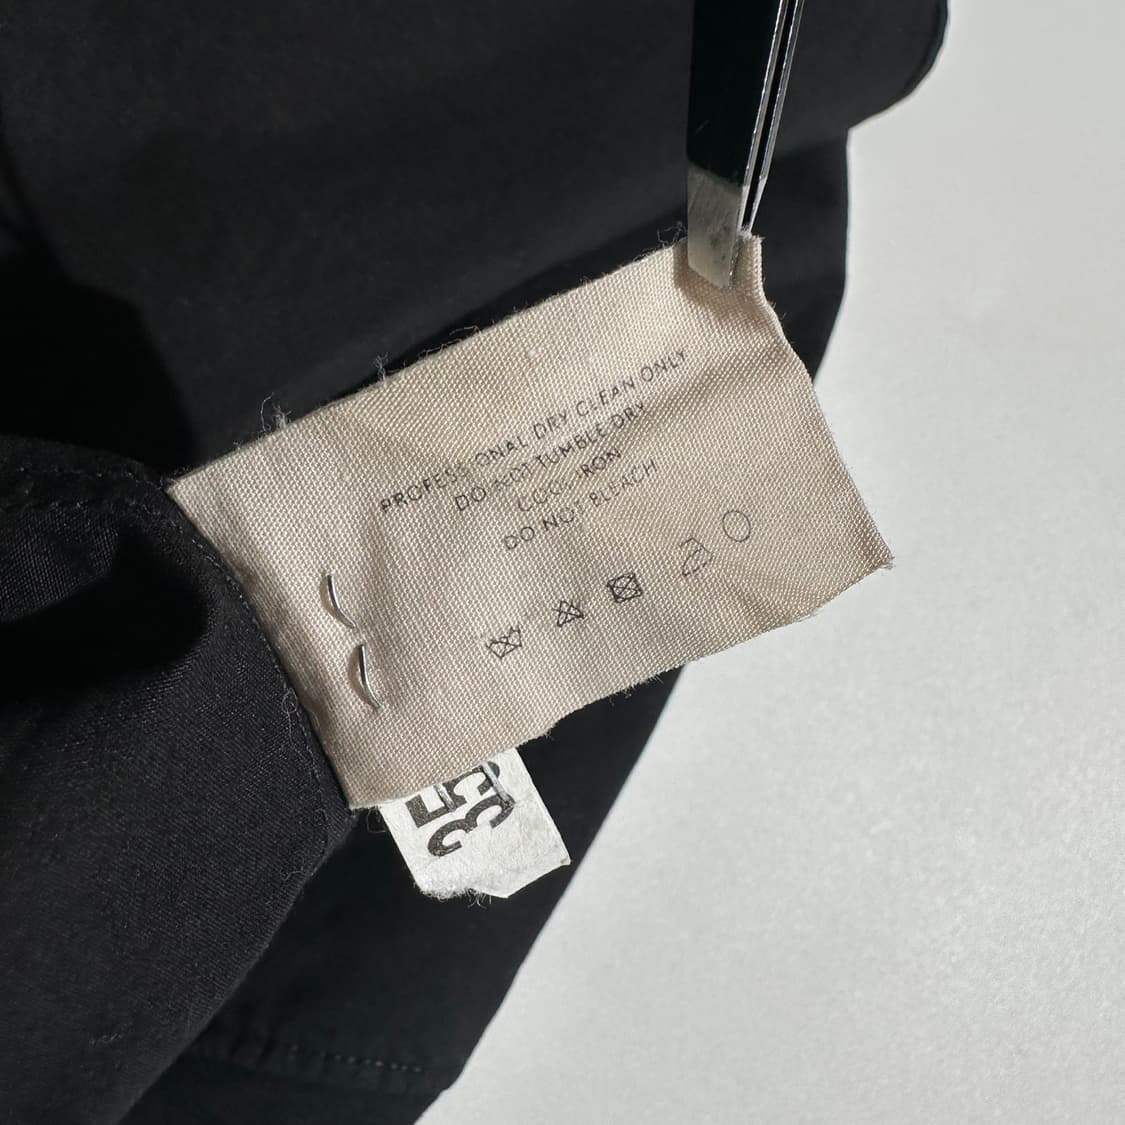 PROFESSIONAL DRY CLEAN ONLY
DO NOT TUMBLE DRY
COOL IRON
DO NOT BLEACH